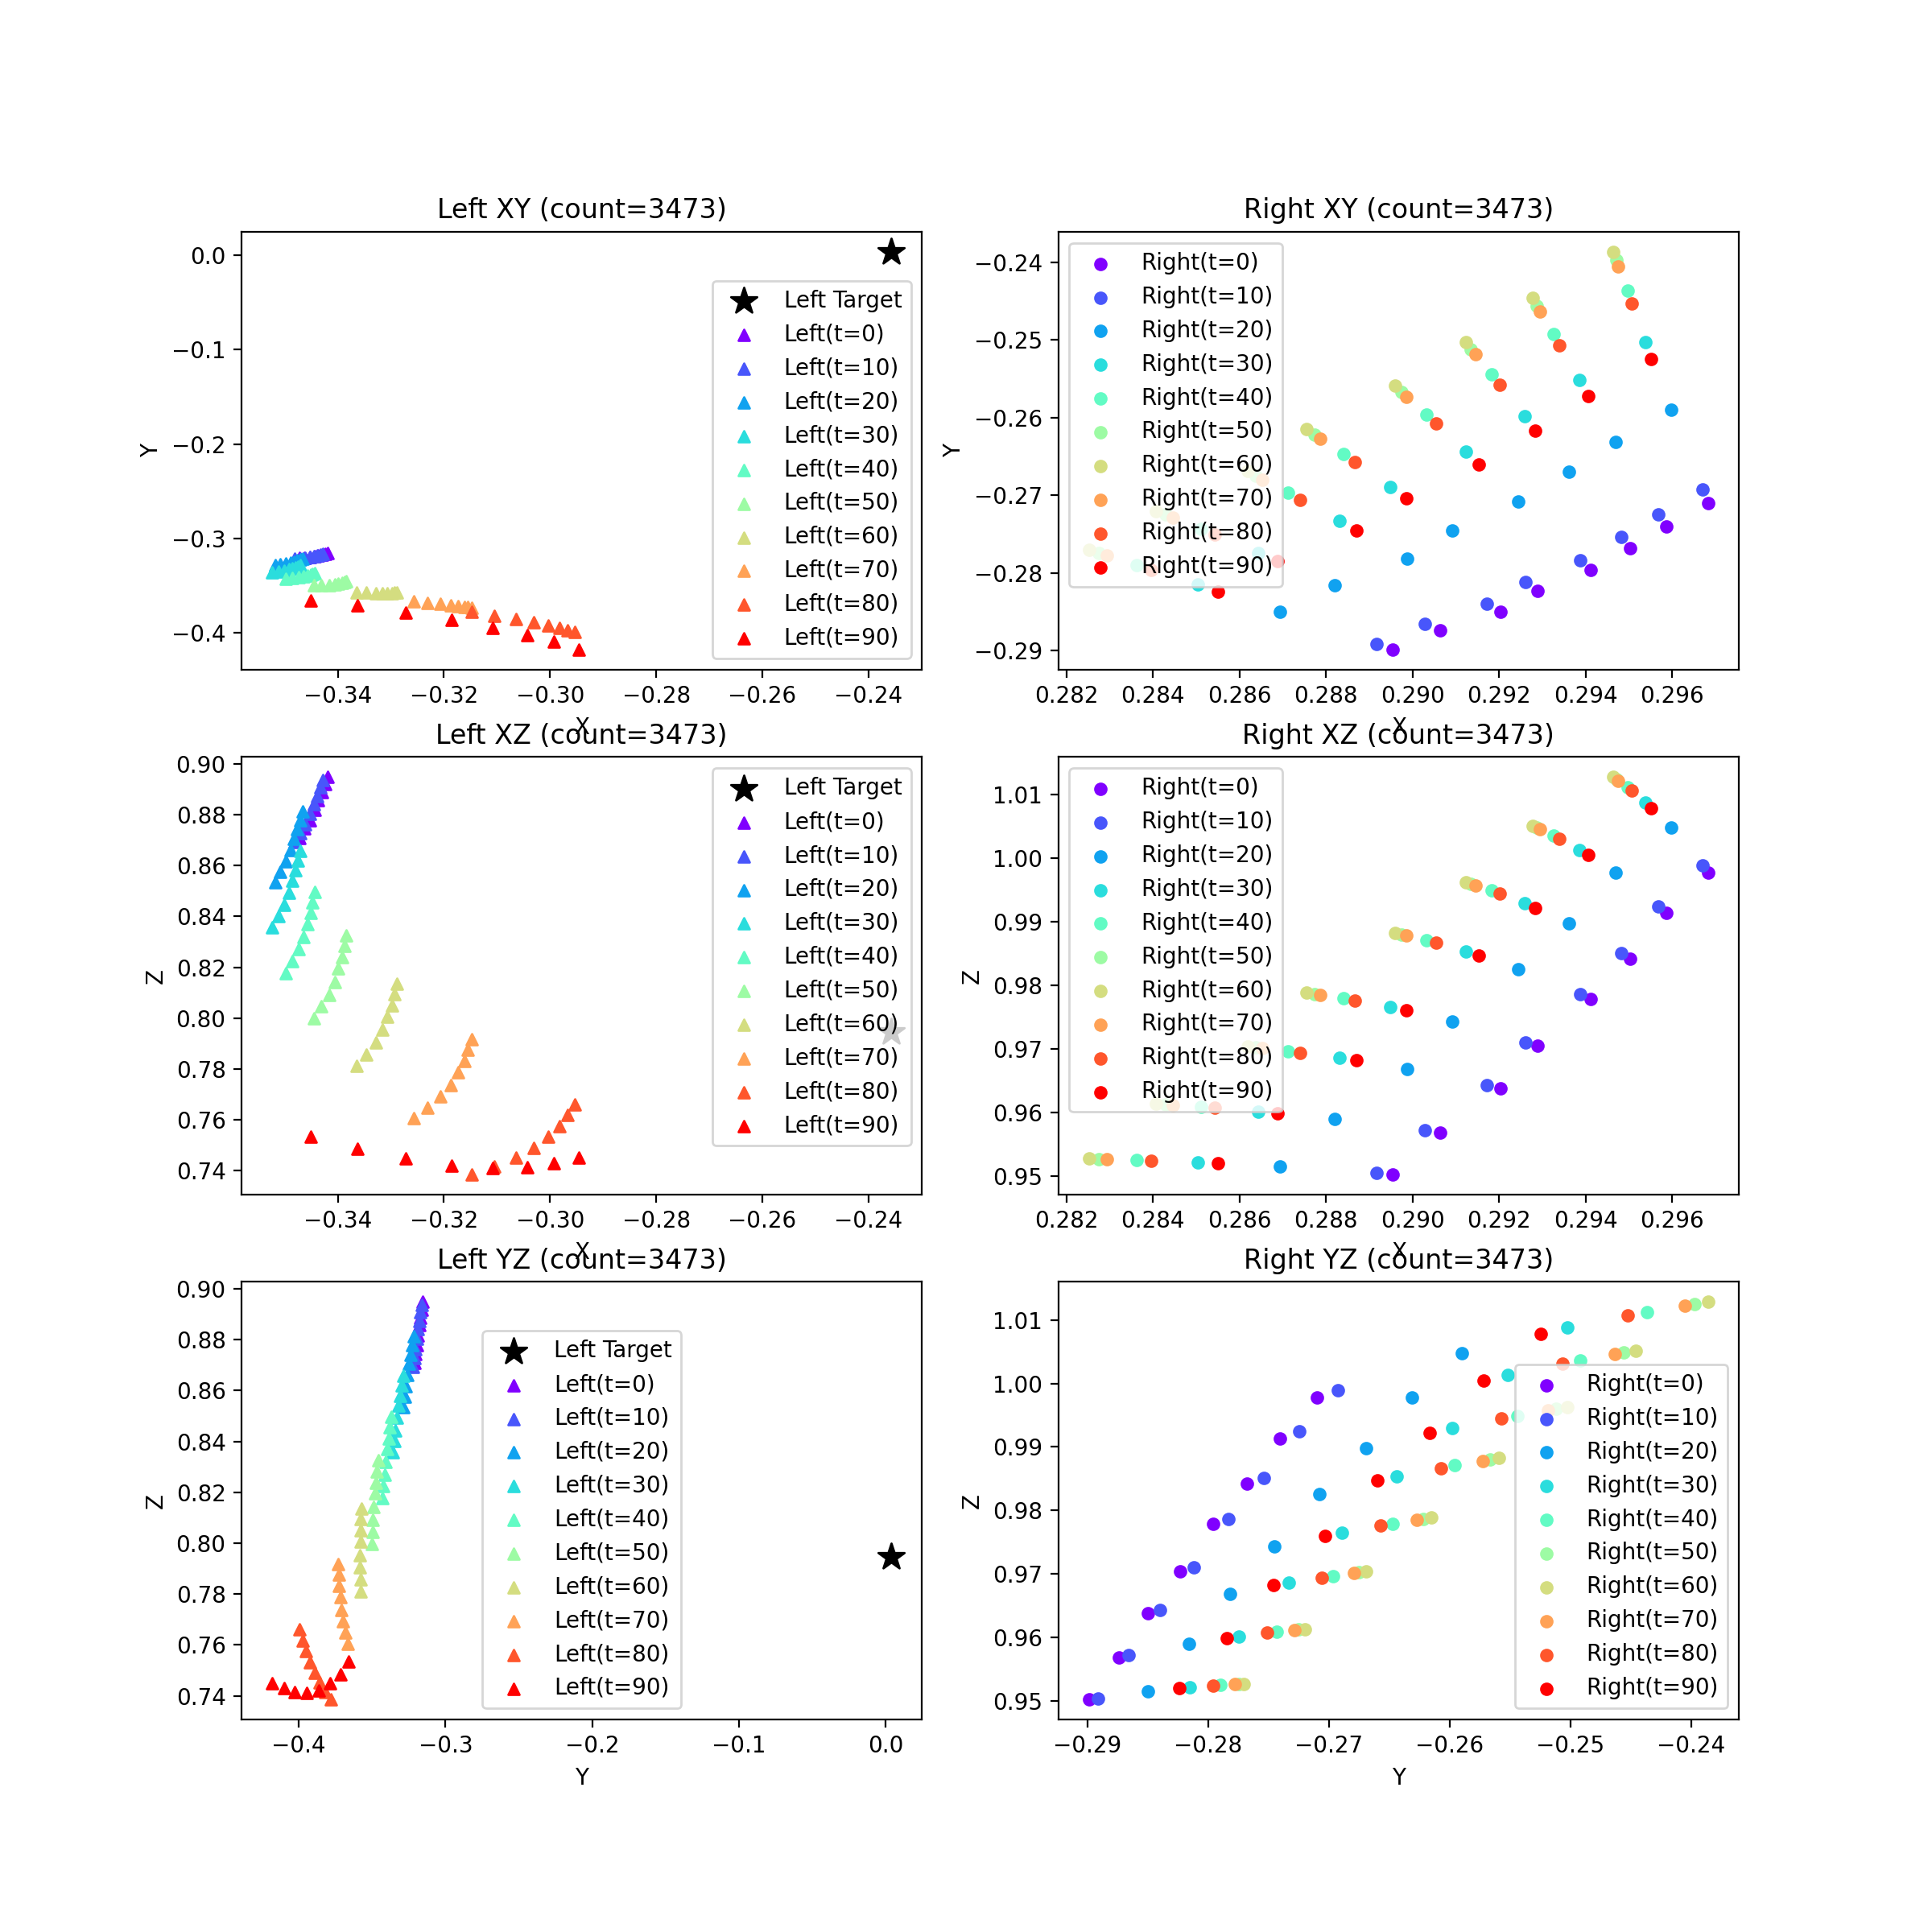 Left XY (count=3473)
0.0
−0.1
−0.2
−0.3
−0.4
Y
Left Target
Left(t=0)
Left(t=10)
Left(t=20)
Left(t=30)
Left(t=40)
Left(t=50)
Left(t=60)
Left(t=70)
Left(t=80)
Left(t=90)
−0.34 −0.32 −0.30 −0.28 −0.26 −0.24
X
Right XY (count=3473)
−0.24
−0.25
−0.26
−0.27
−0.28
−0.29
Y
Right(t=0)
Right(t=10)
Right(t=20)
Right(t=30)
Right(t=40)
Right(t=50)
Right(t=60)
Right(t=70)
Right(t=80)
Right(t=90)
0.282 0.284 0.286 0.288 0.290 0.292 0.294 0.296
X
Left XZ (count=3473)
0.90
0.88
0.86
0.84
0.82
0.80
0.78
0.76
0.74
Z
Left Target
Left(t=0)
Left(t=10)
Left(t=20)
Left(t=30)
Left(t=40)
Left(t=50)
Left(t=60)
Left(t=70)
Left(t=80)
Left(t=90)
−0.34 −0.32 −0.30 −0.28 −0.26 −0.24
X
Right XZ (count=3473)
1.01
1.00
0.99
0.98
0.97
0.96
0.95
Z
Right(t=0)
Right(t=10)
Right(t=20)
Right(t=30)
Right(t=40)
Right(t=50)
Right(t=60)
Right(t=70)
Right(t=80)
Right(t=90)
0.282 0.284 0.286 0.288 0.290 0.292 0.294 0.296
X
Left YZ (count=3473)
0.90
0.88
0.86
0.84
0.82
0.80
0.78
0.76
0.74
Z
Left Target
Left(t=0)
Left(t=10)
Left(t=20)
Left(t=30)
Left(t=40)
Left(t=50)
Left(t=60)
Left(t=70)
Left(t=80)
Left(t=90)
−0.4 −0.3 −0.2 −0.1 0.0
Y
Right YZ (count=3473)
1.01
1.00
0.99
0.98
0.97
0.96
0.95
Z
Right(t=0)
Right(t=10)
Right(t=20)
Right(t=30)
Right(t=40)
Right(t=50)
Right(t=60)
Right(t=70)
Right(t=80)
Right(t=90)
−0.29 −0.28 −0.27 −0.26 −0.25 −0.24
Y